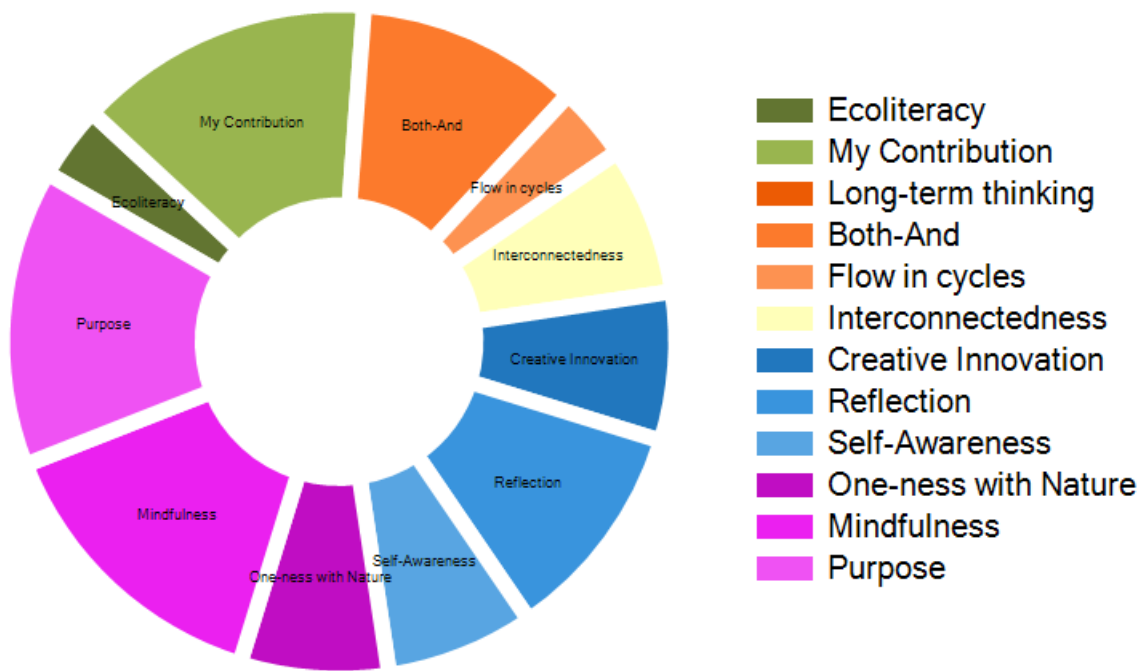 My Contribution
Both-And
Flow in cycles
Ecoliteracy
Interconnectedness
Purpose
Creative Innovation
Reflection
Mindfulness
Self-Awareness
One-ness with Nature
Ecoliteracy
My Contribution
Long-term thinking
Both-And
Flow in cycles
Interconnectedness
Creative Innovation
Reflection
Self-Awareness
One-ness with Nature
Mindfulness
Purpose